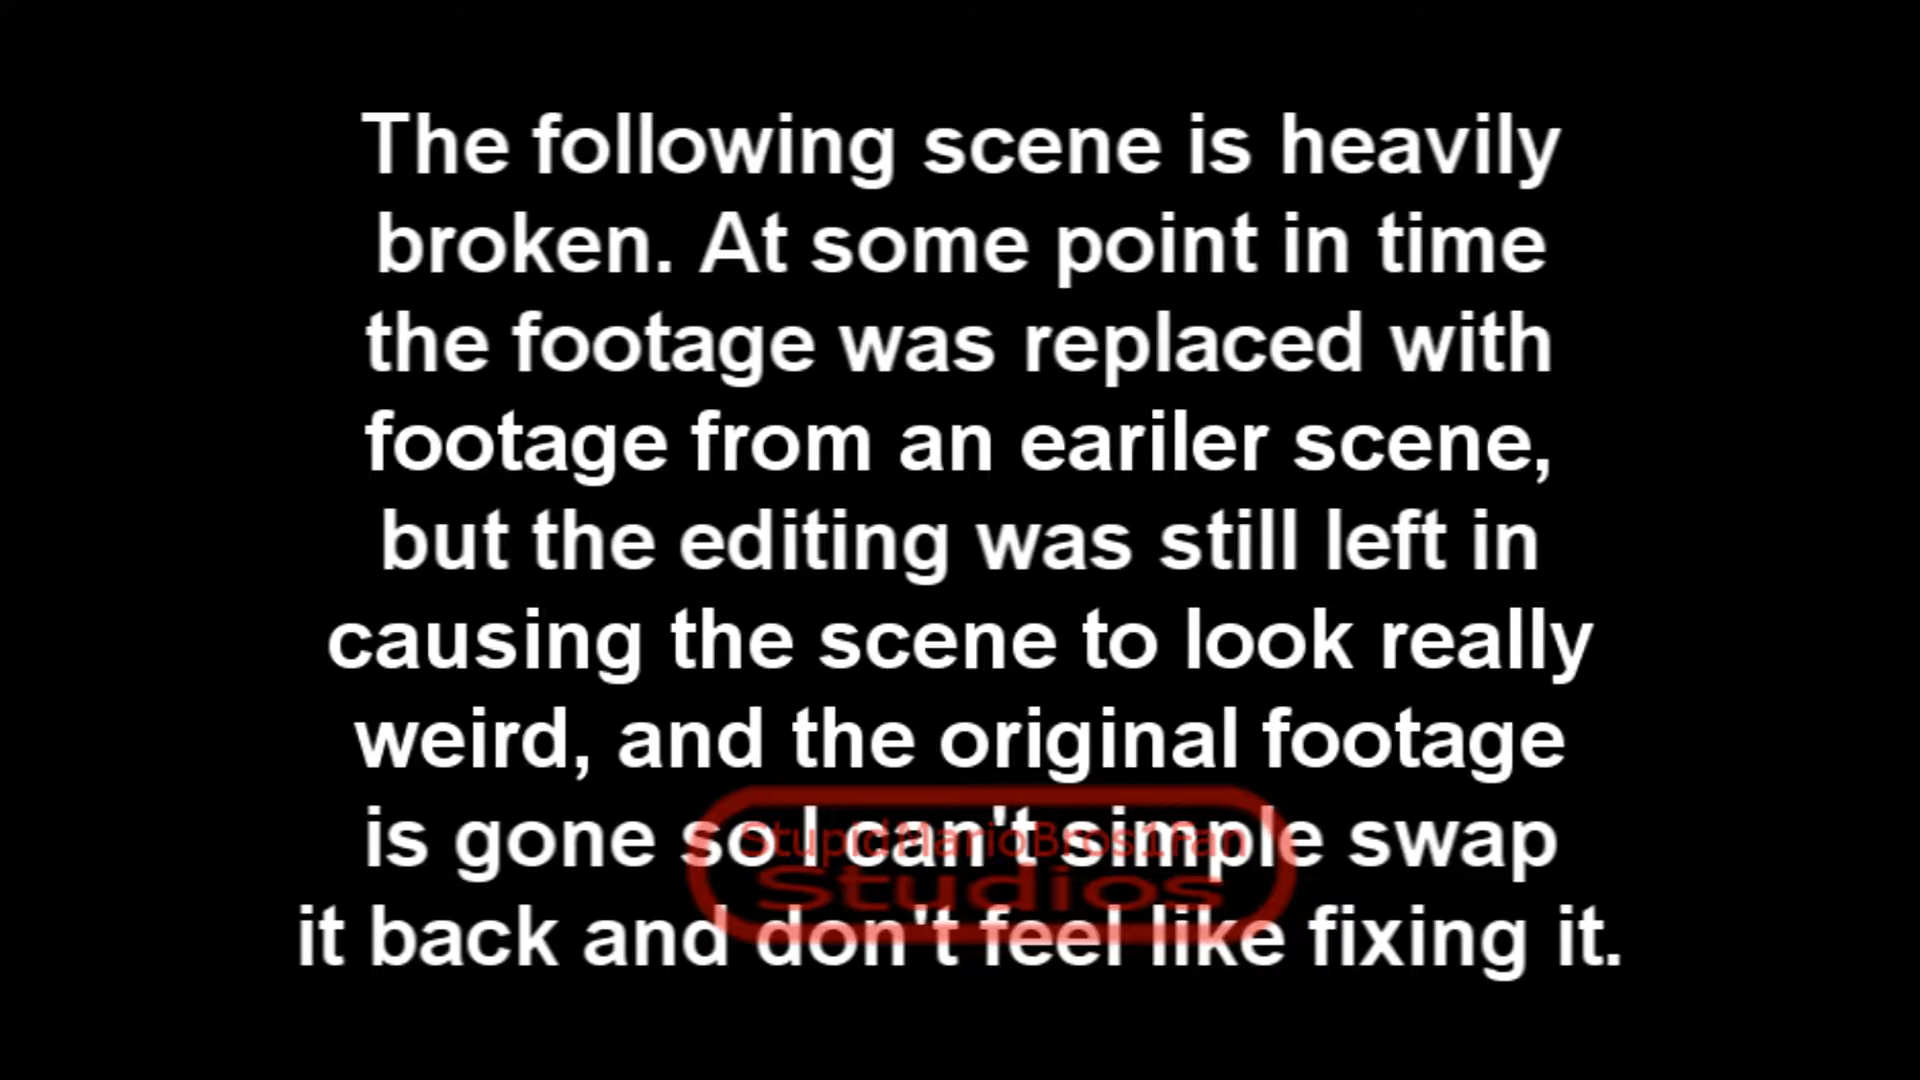 The following scene is heavily
broken. At some point in time
the footage was replaced with
footage from an eariler scene,
but the editing was still left in
causing the scene to look really
weird, and the original footage
is gone so I can't simple swap
StupidMarioBros1Fan
Studios
it back and don't feel like fixing it.